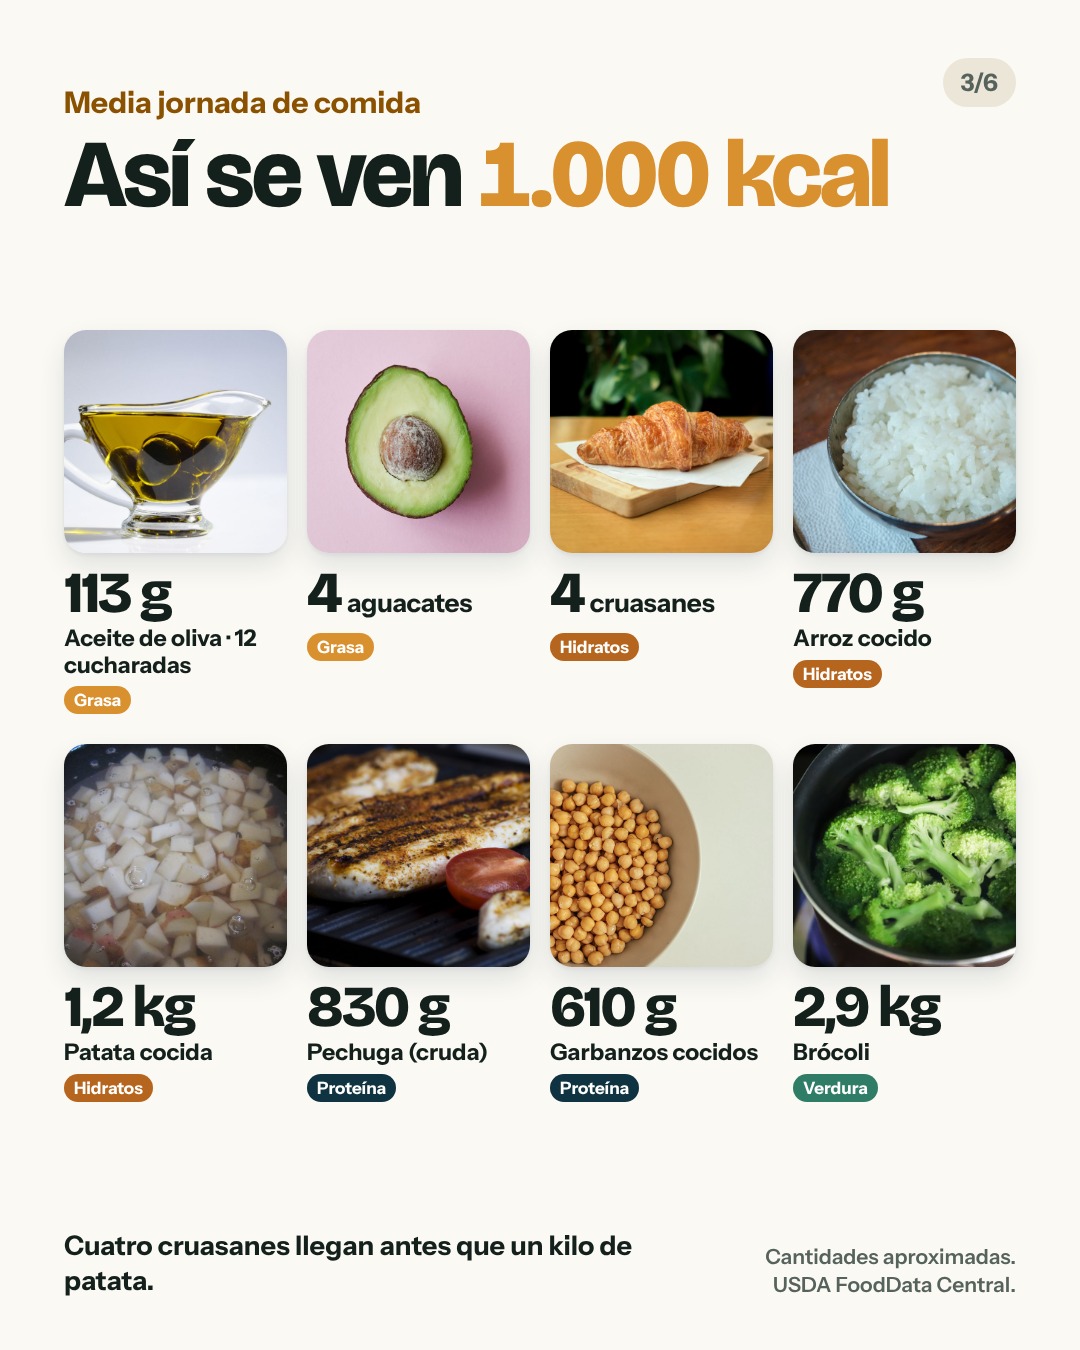 3/6
Media jornada de comida
Así se ven 1.000 kcal
113 g
Aceite de oliva · 12
cucharadas
Grasa
4 aguacates
Grasa
4 cruasanes
Hidratos
770 g
Arroz cocido
Hidratos
1,2 kg
Patata cocida
Hidratos
830 g
Pechuga (cruda)
Proteína
610 g
Garbanzos cocidos
Proteína
2,9 kg
Brócoli
Verdura
Cuatro cruasanes llegan antes que un kilo de
patata.
Cantidades aproximadas.
USDA FoodData Central.